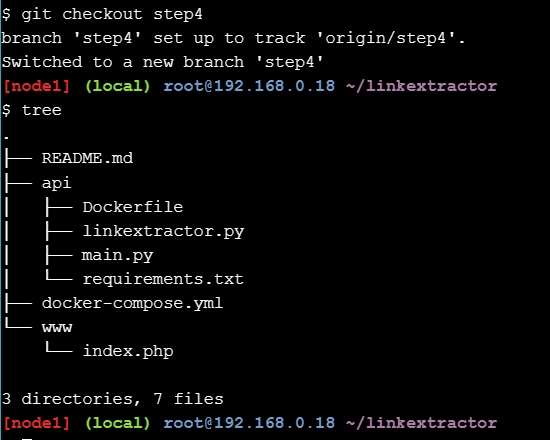 $ git checkout step4
branch 'step4' set up to track 'origin/step4'.
Switched to a new branch 'step4'
[node1] (local) root@192.168.0.18 ~/linkextractor
$ tree
.
├── README.md
├── api
│   ├── Dockerfile
│   ├── linkextractor.py
│   ├── main.py
│   └── requirements.txt
├── docker-compose.yml
└── www
    └── index.php

3 directories, 7 files
[node1] (local) root@192.168.0.18 ~/linkextractor